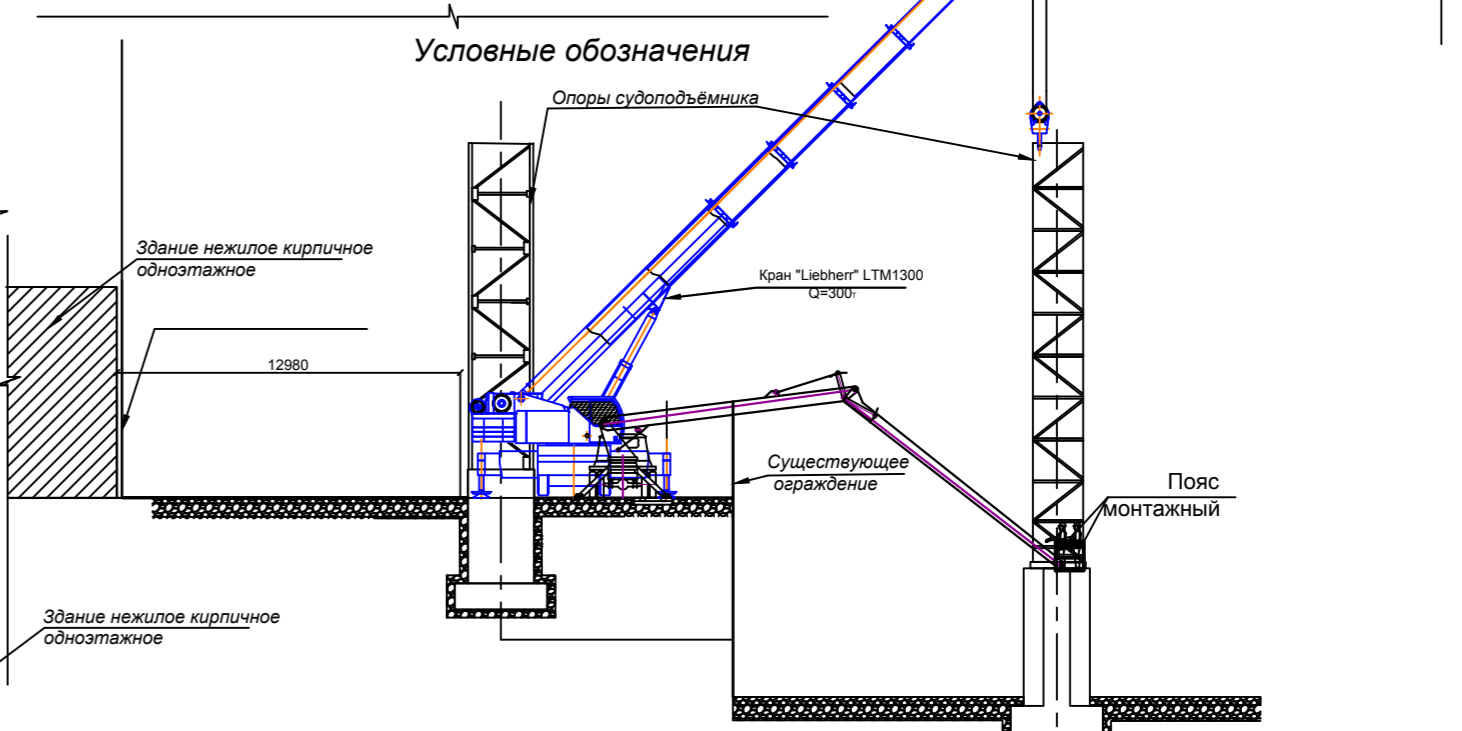 Условные обозначения
Опоры судоподъёмника
Здание нежилое кирпичное
одноэтажное
Кран "Liebherr" LTM1300
Q=300т
12980
Существующее
ограждение
Пояс
монтажный
Здание нежилое кирпичное
одноэтажное